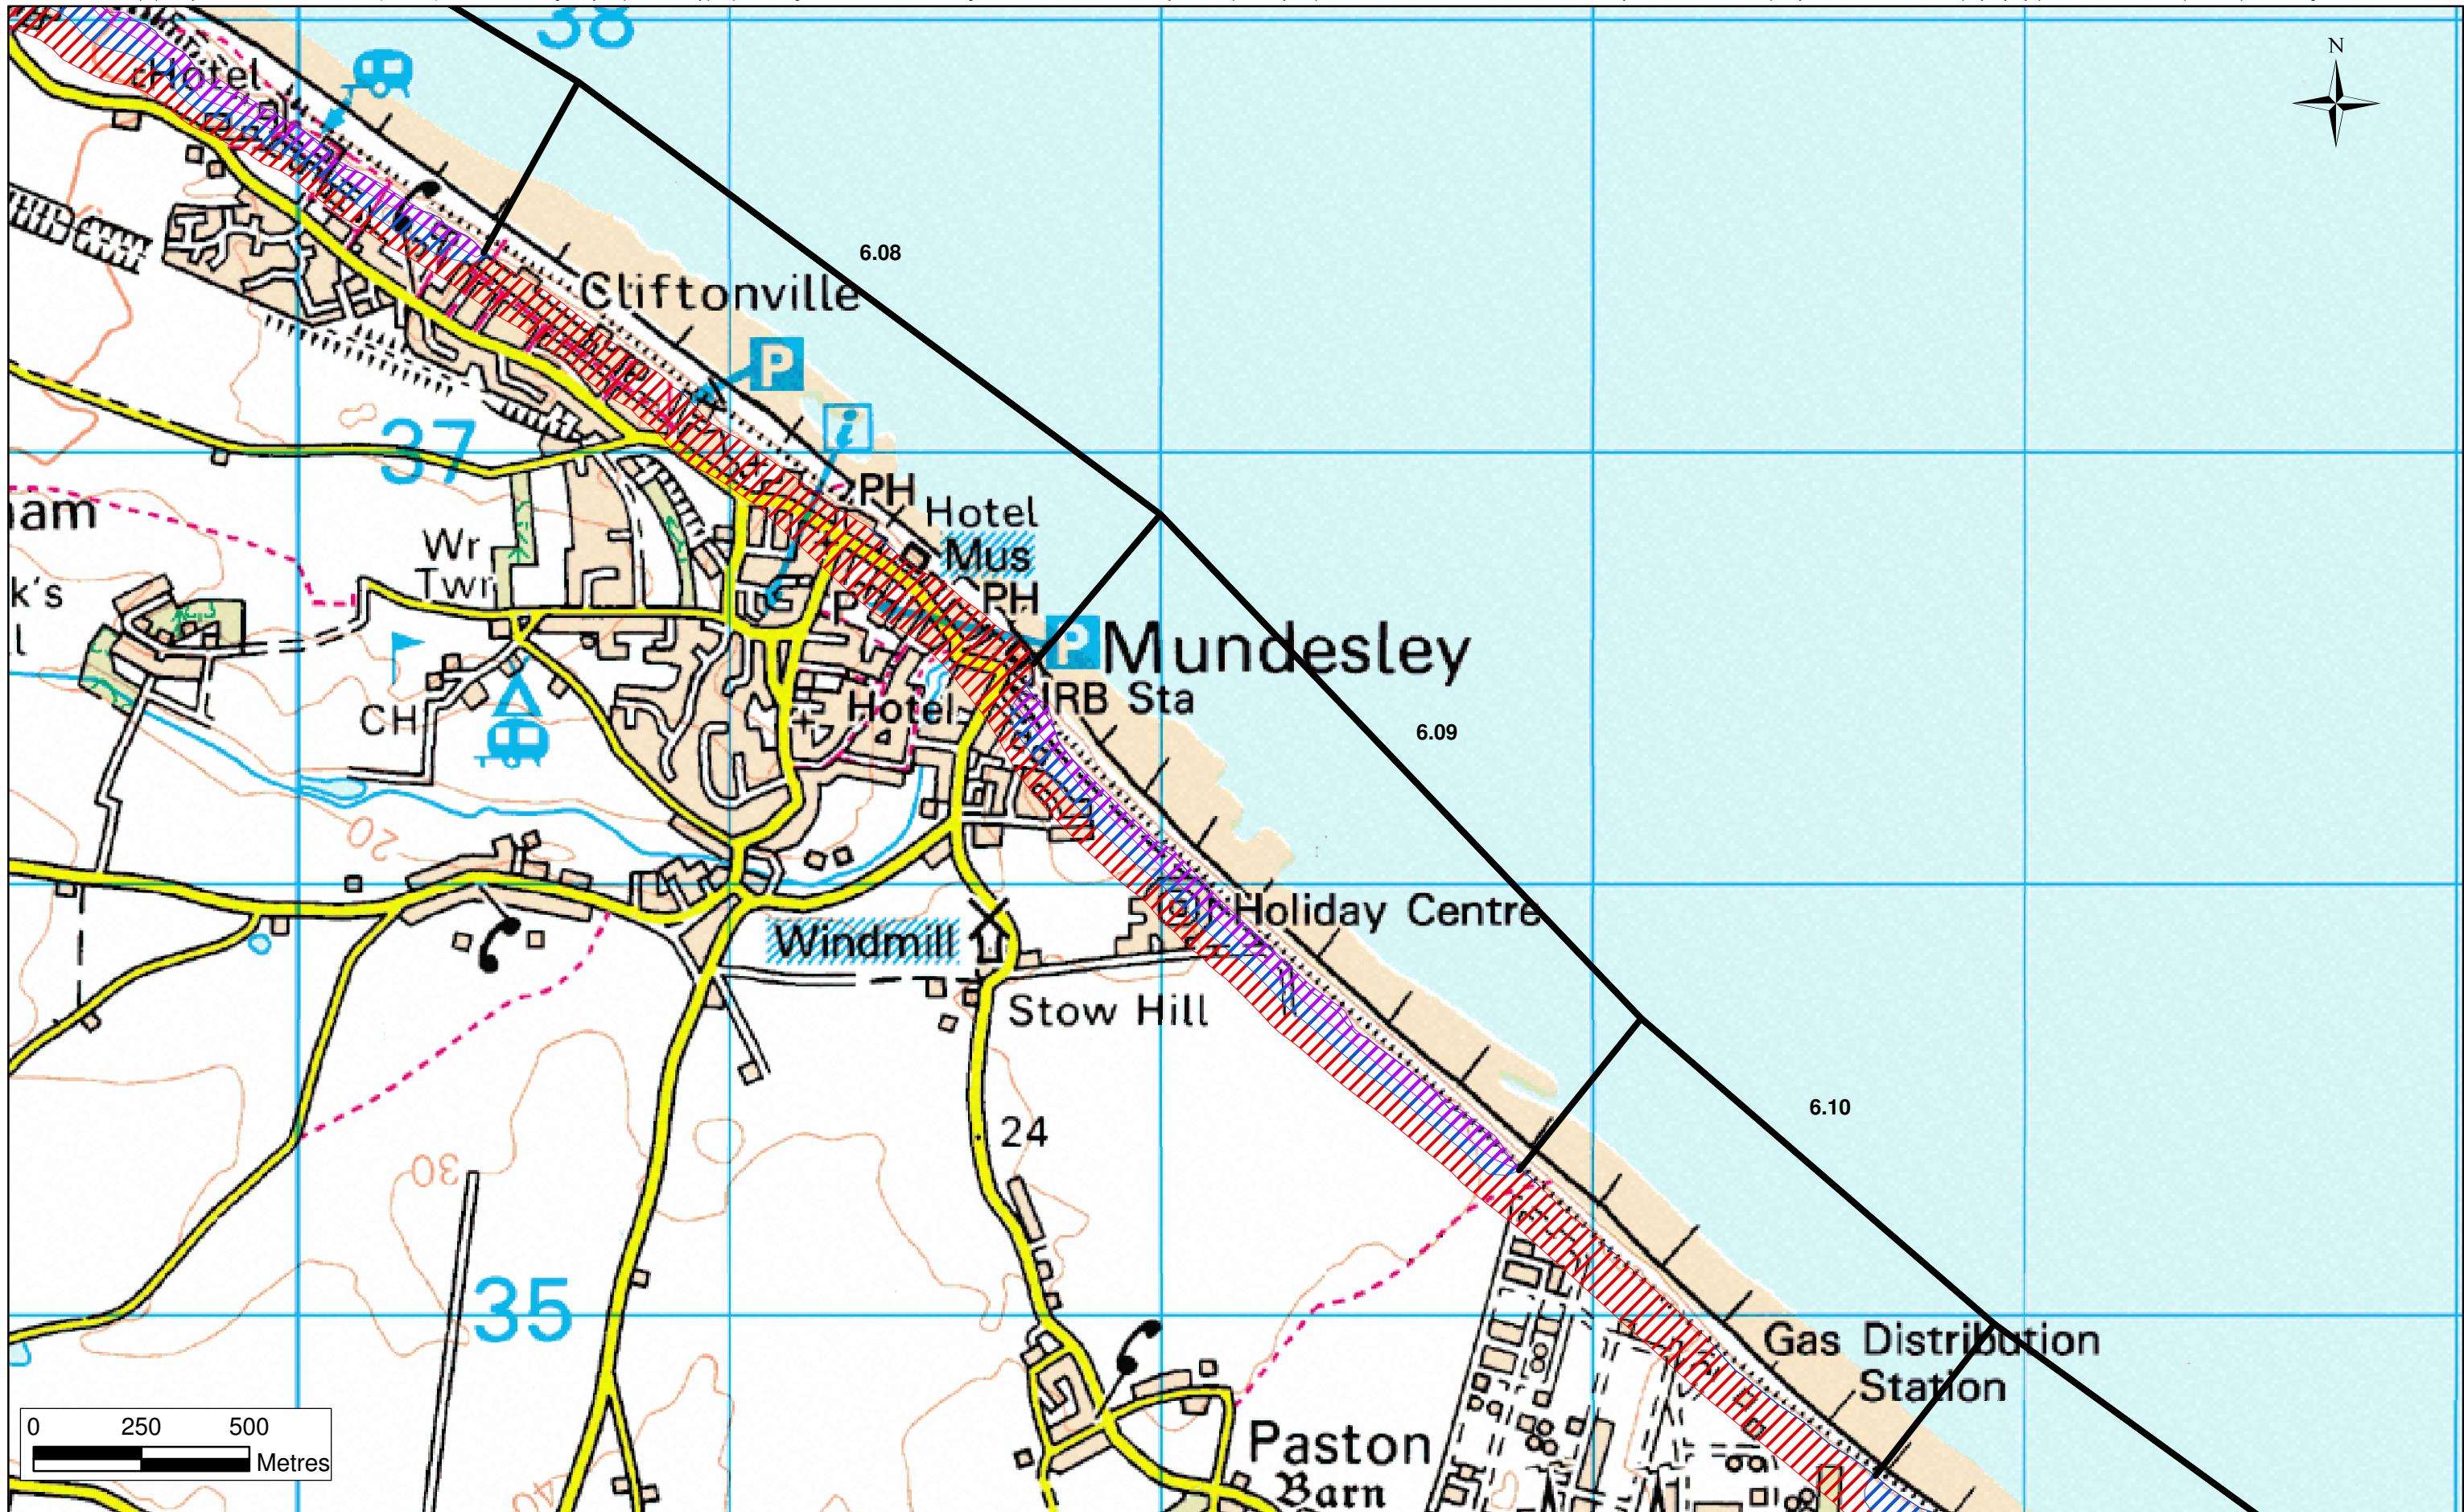 38
N
Hotel
6.08
Cliftonville
P
37
i
PH
Hotel
Mus
PH
am
Wr
Twr
k's
l
P
P
Mundesley
IRB Sta
CH
Hotel
6.09
20
Holiday Centre
Windmill
Stow Hill
6.10
24
30
35
Gas Distribution
Station
0 250 500
Metres
Paston
Barn
40